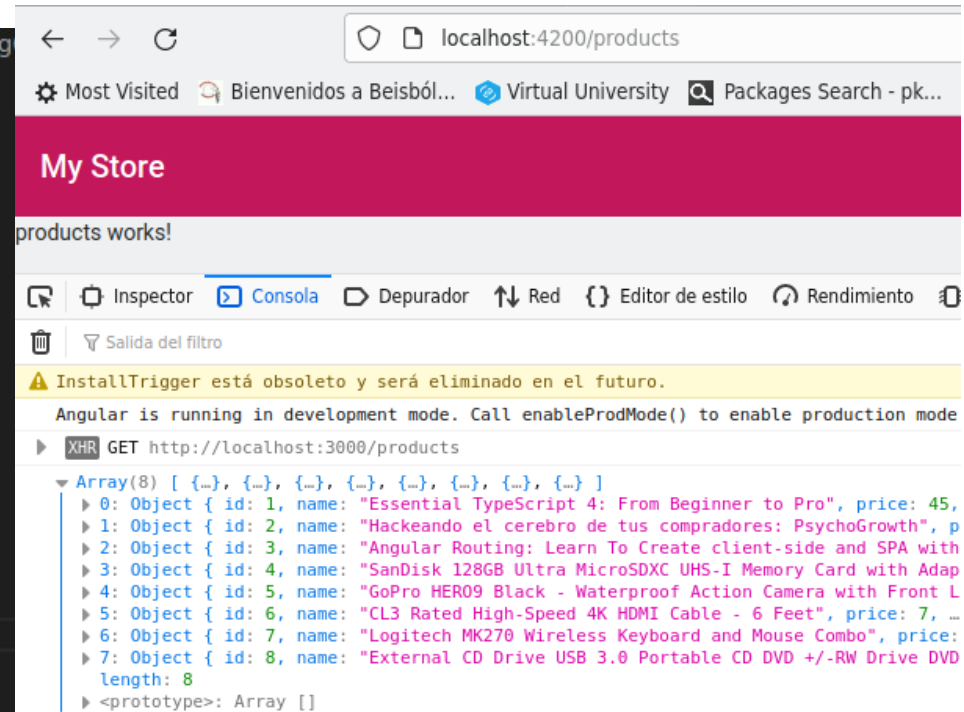 localhost:4200/products
Most Visited Bienvenidos a Beisból... Virtual University Packages Search - pk...
My Store
products works!
Inspector Consola Depurador Red Editor de estilo Rendimiento
Salida del filtro
InstallTrigger está obsoleto y será eliminado en el futuro.
Angular is running in development mode. Call enableProdMode() to enable production mode
XHR GET http://localhost:3000/products
Array(8) [ {…}, {…}, {…}, {…}, {…}, {…}, {…}, {…} ]
0: Object { id: 1, name: "Essential TypeScript 4: From Beginner to Pro", price: 45,
1: Object { id: 2, name: "Hackeando el cerebro de tus compradores: PsychoGrowth", p
2: Object { id: 3, name: "Angular Routing: Learn To Create client-side and SPA with
3: Object { id: 4, name: "SanDisk 128GB Ultra MicroSDXC UHS-I Memory Card with Adap
4: Object { id: 5, name: "GoPro HERO9 Black - Waterproof Action Camera with Front L
5: Object { id: 6, name: "CL3 Rated High-Speed 4K HDMI Cable - 6 Feet", price: 7, …
6: Object { id: 7, name: "Logitech MK270 Wireless Keyboard and Mouse Combo", price:
7: Object { id: 8, name: "External CD Drive USB 3.0 Portable CD DVD +/-RW Drive DVD
length: 8
<prototype>: Array []